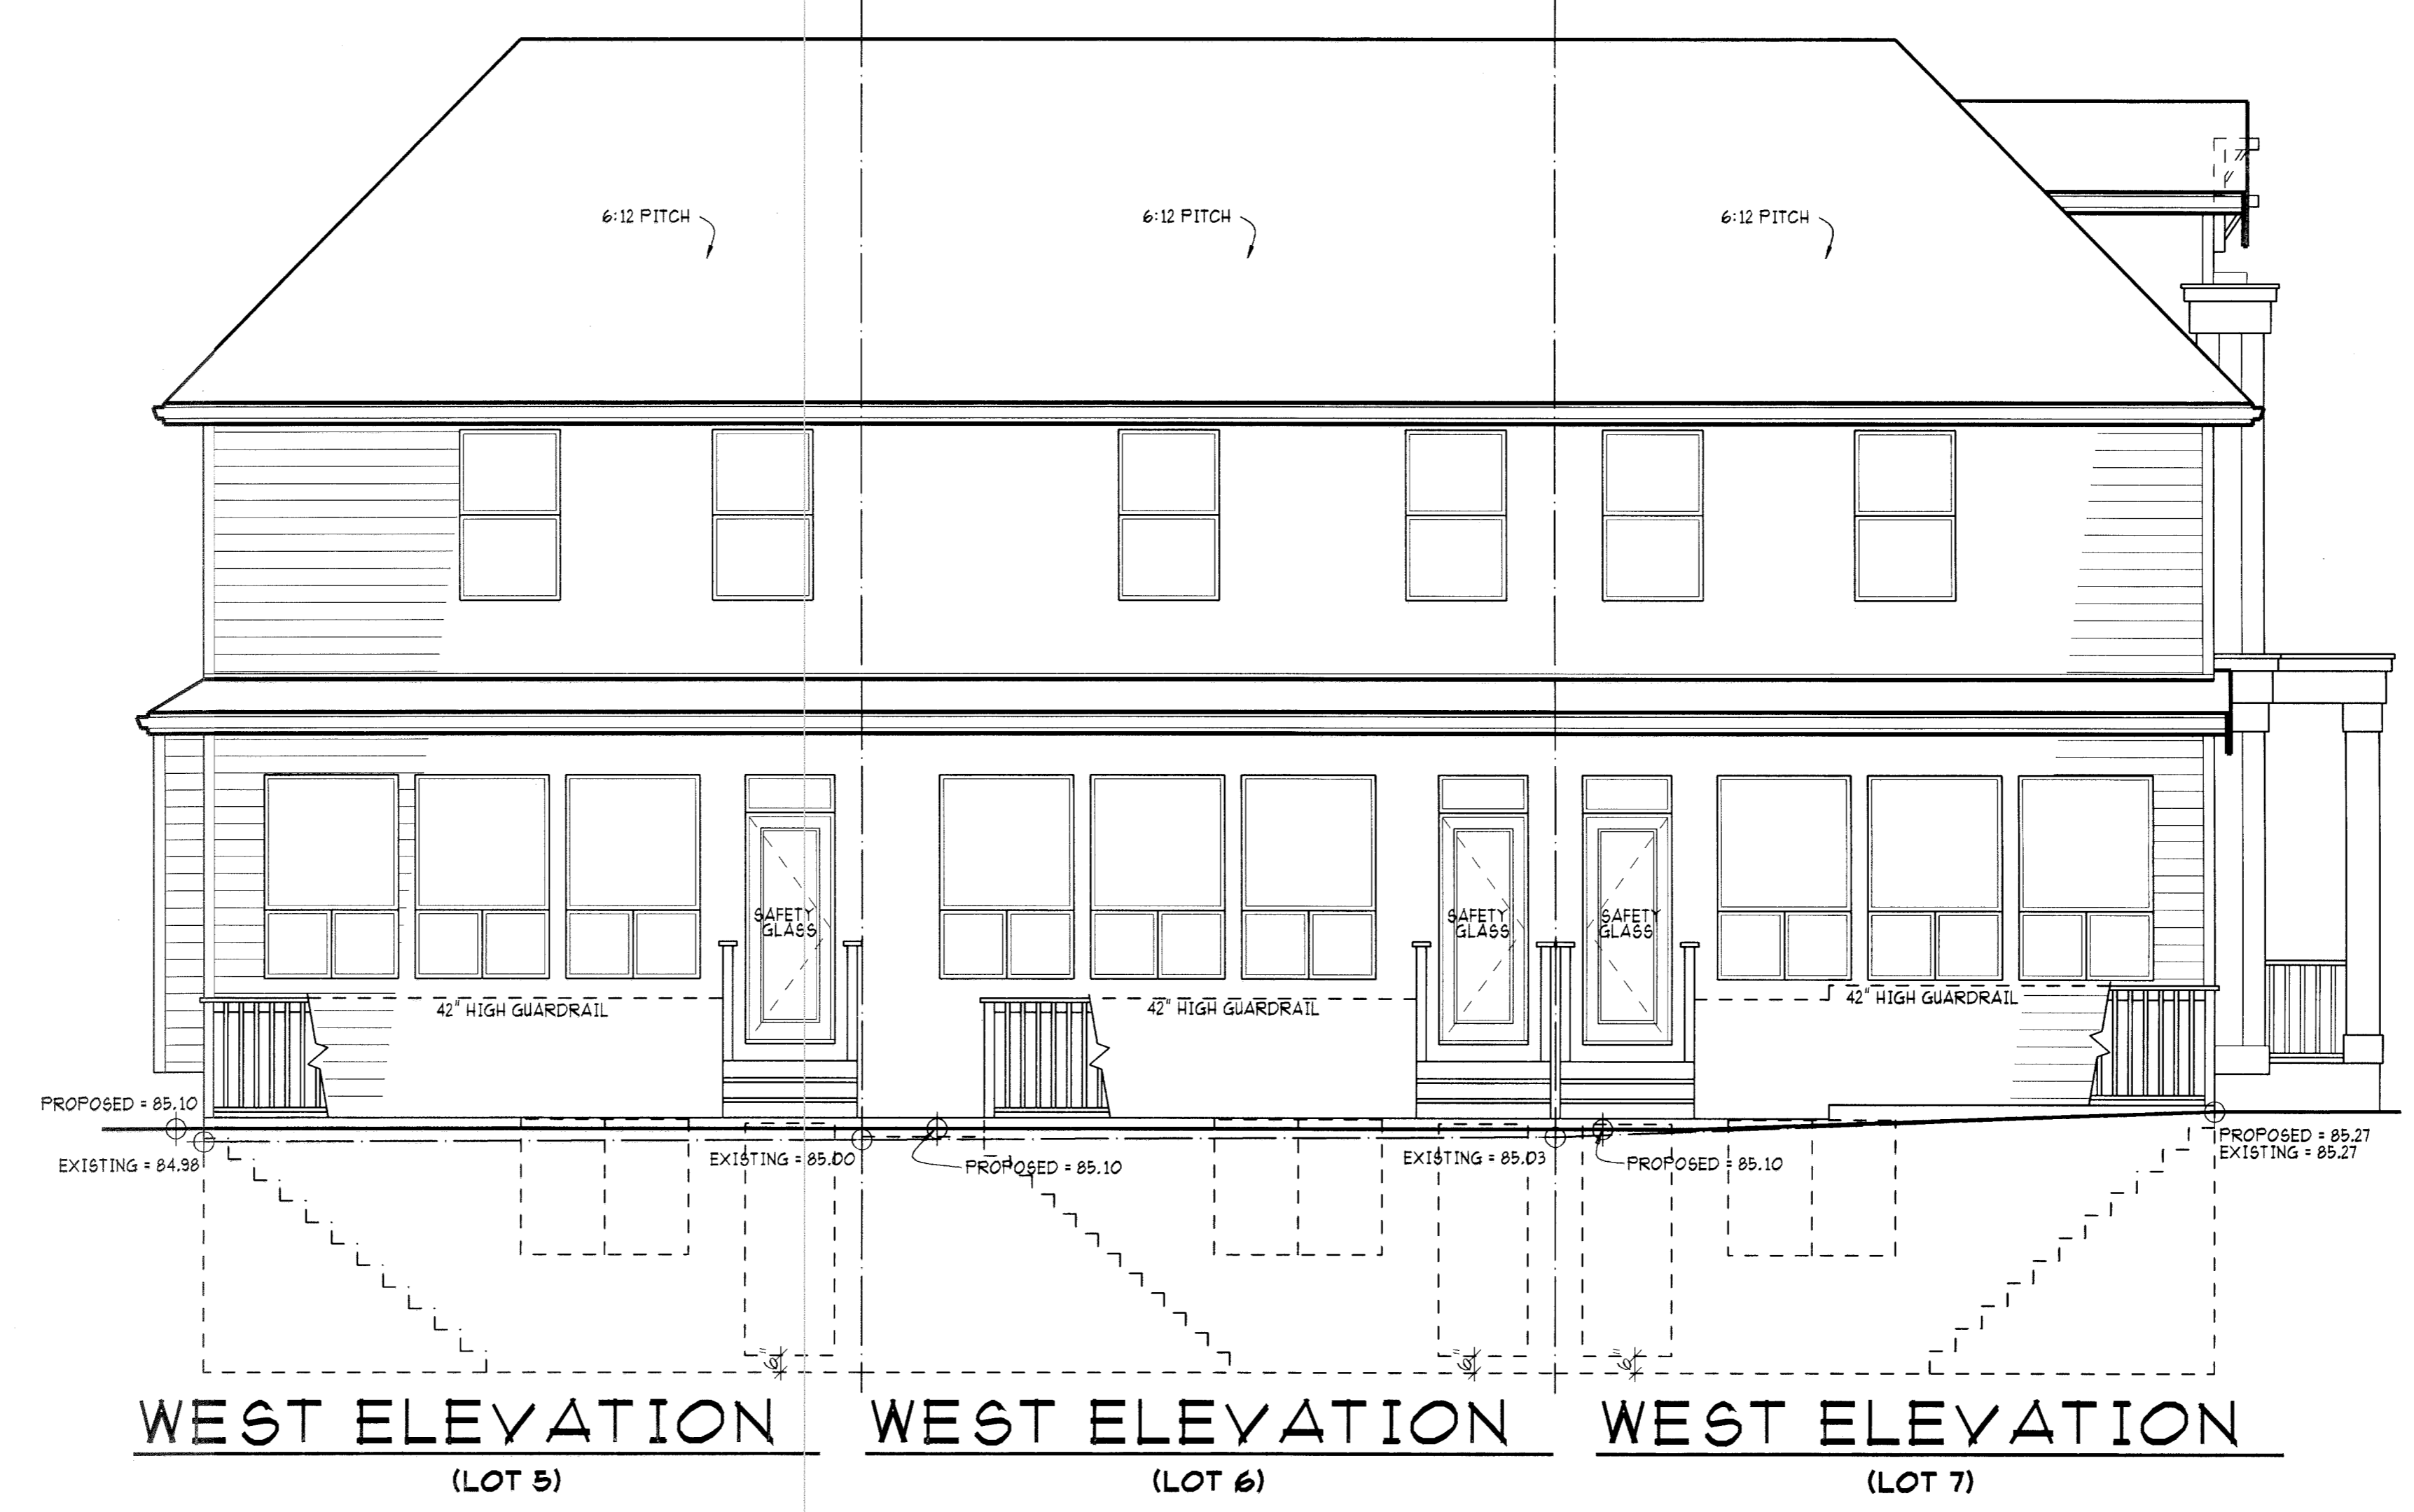 6:12 PITCH
6:12 PITCH
6:12 PITCH
SAFETY
GLASS
SAFETY
GLASS
SAFETY
GLASS
42" HIGH GUARDRAIL
42" HIGH GUARDRAIL
42" HIGH GUARDRAIL
PROPOSED = 85.10
EXISTING = 84.98
EXISTING = 85.00
PROPOSED = 85.10
EXISTING = 85.03
PROPOSED = 85.10
PROPOSED = 85.27
EXISTING = 85.27
6"
6"
6"
WEST ELEVATION
(LOT 5)
WEST ELEVATION
(LOT 6)
WEST ELEVATION
(LOT 7)